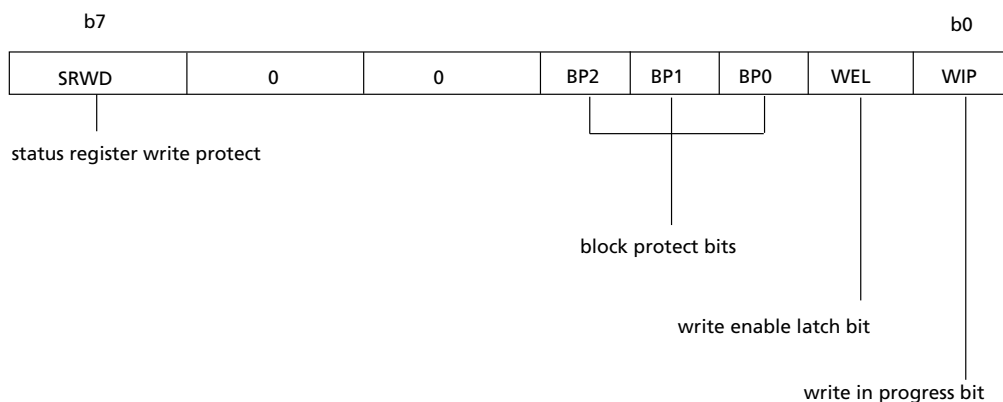 b7 b0
SRWD 0 0 BP2 BP1 BP0 WEL WIP
status register write protect
block protect bits
write enable latch bit
write in progress bit